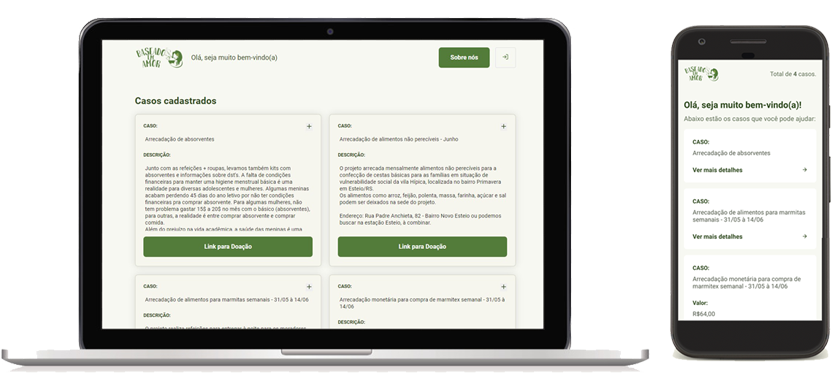 BASEADO
EM
AMOR
Olá, seja muito bem-vindo(a)
Sobre nós
Casos cadastrados
CASO:
Arrecadação de absorventes
DESCRIÇÃO:
Junto com as refeições + roupas, levamos também kits com
absorventes e informações sobre dsts. A falta de condições
financeiras para manter uma higiene menstrual básica é uma
realidade para diversas adolescentes e mulheres. Algumas meninas
acabam perdendo 45 dias do ano letivo por não ter condições
financeiras pra comprar absorvente. Para algumas mulheres, não
tem problema gastar 15$ a 20$ no mês com o básico (absorventes),
para outras, a realidade é entre comprar absorvente e comprar
comida.
Além do prejuízo na vida acadêmica, a saúde das meninas é uma
Link para Doação
CASO:
Arrecadação de alimentos não perecíveis - Junho
DESCRIÇÃO:
O projeto arrecada mensalmente alimentos não perecíveis para a
confecção de cestas básicas para as famílias em situação de
vulnerabilidade social da vila Hípica, localizada no bairro Primavera
em Esteio/RS.
Os alimentos como arroz, feijão, polenta, massa, farinha, açúcar e sal
podem ser deixados na sede do projeto.
Endereço: Rua Padre Anchieta, 82 - Bairro Novo Esteio ou podemos
buscar na estação Esteio, à combinar.
Link para Doação
CASO:
Arrecadação de alimentos para marmitas semanais - 31/05 à 14/06
DESCRIÇÃO:
CASO:
Arrecadação monetária para compra de marmitex semanal - 31/05 à
14/06
DESCRIÇÃO:
BASEADO
EM
AMOR
Total de 4 casos.
Olá, seja muito bem-vindo(a)!
Abaixo estão os casos que você pode ajudar:
CASO:
Arrecadação de absorventes
Ver mais detalhes
CASO:
Arrecadação de alimentos para marmitas
semanais - 31/05 à 14/06
Ver mais detalhes
CASO:
Arrecadação monetária para compra de
marmitex semanal - 31/05 à 14/06
Valor:
R$64,00